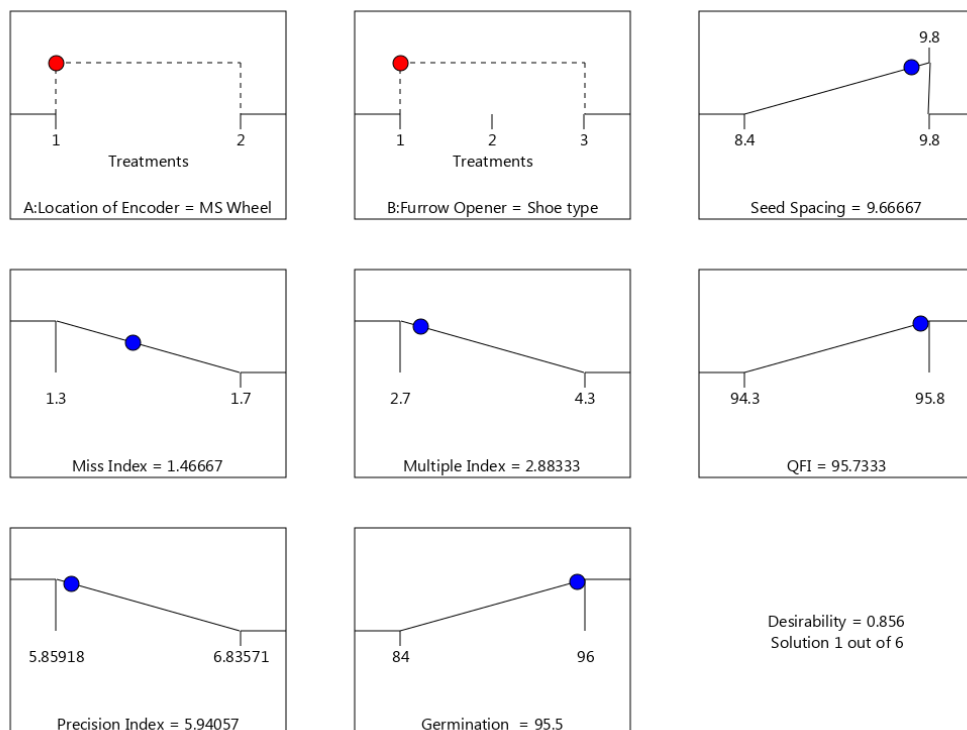 1 2
Treatments
A:Location of Encoder = MS Wheel
1 2 3
Treatments
B:Furrow Opener = Shoe type
9.8
8.4 9.8
Seed Spacing = 9.66667
1.3 1.7
Miss Index = 1.46667
2.7 4.3
Multiple Index = 2.88333
94.3 95.8
QFI = 95.7333
5.85918 6.83571
Precision Index = 5.94057
84 96
Germination = 95.5
Desirability = 0.856
Solution 1 out of 6